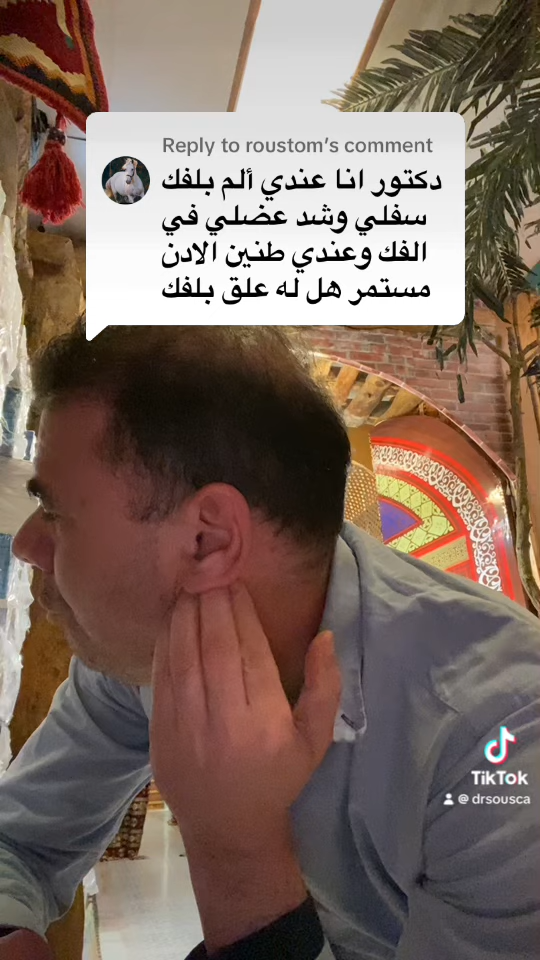 Reply to roustom's comment
دكتور انا عندي ألم بلفك
سفلي وشد عضلي في
الفك وعندي طنين الادن
مستمر هل له علق بلفك
TikTok
@ drsousca